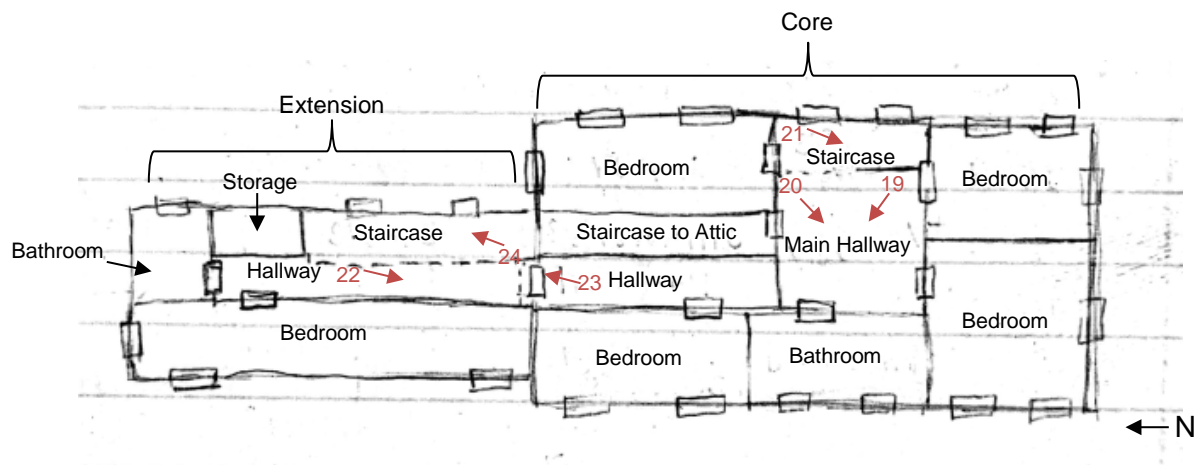 Core
Extension
21
Staircase
Bedroom
Storage
20
19
Bedroom
Staircase
Staircase to Attic
Main Hallway
Bathroom
24
Hallway
22
23
Hallway
Bedroom
Bedroom
Bedroom
Bathroom
N